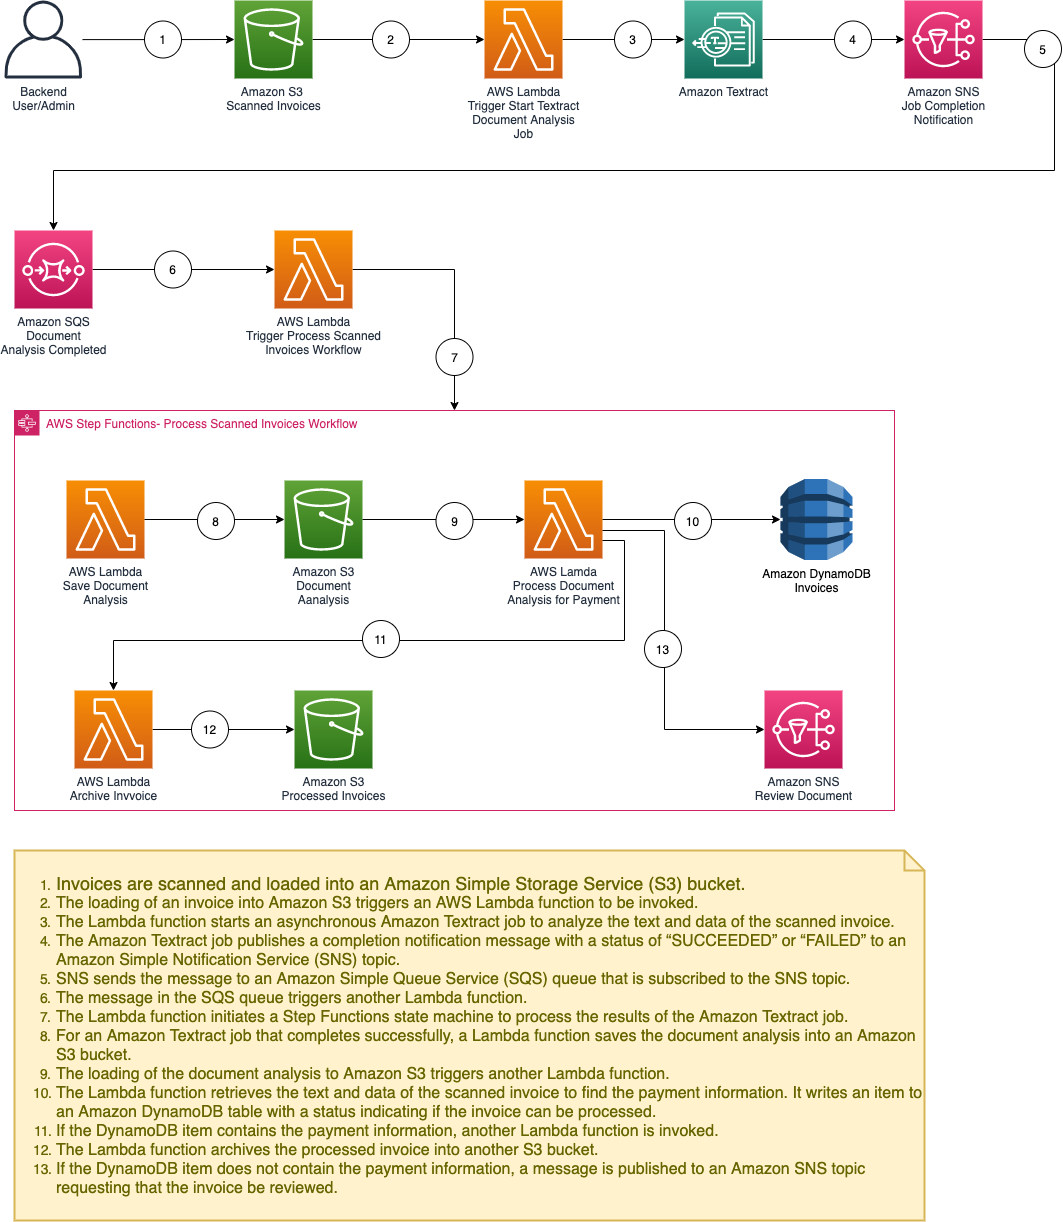 1
2
3
4
5
Backend
User/Admin
Amazon S3
Scanned Invoices
AWS Lambda
Trigger Start Textract
Document Analysis
Job
Amazon Textract
Amazon SNS
Job Completion
Notification
6
Amazon SQS
Document
Analysis Completed
AWS Lambda
Trigger Process Scanned
Invoices Workflow
7
AWS Step Functions- Process Scanned Invoices Workflow
8
9
10
AWS Lambda
Save Document
Analysis
Amazon S3
Document
Aanalysis
AWS Lamda
Process Document
Analysis for Payment
Amazon DynamoDB
Invoices
11
13
12
AWS Lambda
Archive Invvoice
Amazon S3
Processed Invoices
Amazon SNS
Review Document
1. Invoices are scanned and loaded into an Amazon Simple Storage Service (S3) bucket.
2. The loading of an invoice into Amazon S3 triggers an AWS Lambda function to be invoked.
3. The Lambda function starts an asynchronous Amazon Textract job to analyze the text and data of the scanned invoice.
4. The Amazon Textract job publishes a completion notification message with a status of “SUCCEEDED” or “FAILED” to an
Amazon Simple Notification Service (SNS) topic.
5. SNS sends the message to an Amazon Simple Queue Service (SQS) queue that is subscribed to the SNS topic.
6. The message in the SQS queue triggers another Lambda function.
7. The Lambda function initiates a Step Functions state machine to process the results of the Amazon Textract job.
8. For an Amazon Textract job that completes successfully, a Lambda function saves the document analysis into an Amazon
S3 bucket.
9. The loading of the document analysis to Amazon S3 triggers another Lambda function.
10. The Lambda function retrieves the text and data of the scanned invoice to find the payment information. It writes an item to
an Amazon DynamoDB table with a status indicating if the invoice can be processed.
11. If the DynamoDB item contains the payment information, another Lambda function is invoked.
12. The Lambda function archives the processed invoice into another S3 bucket.
13. If the DynamoDB item does not contain the payment information, a message is published to an Amazon SNS topic
requesting that the invoice be reviewed.